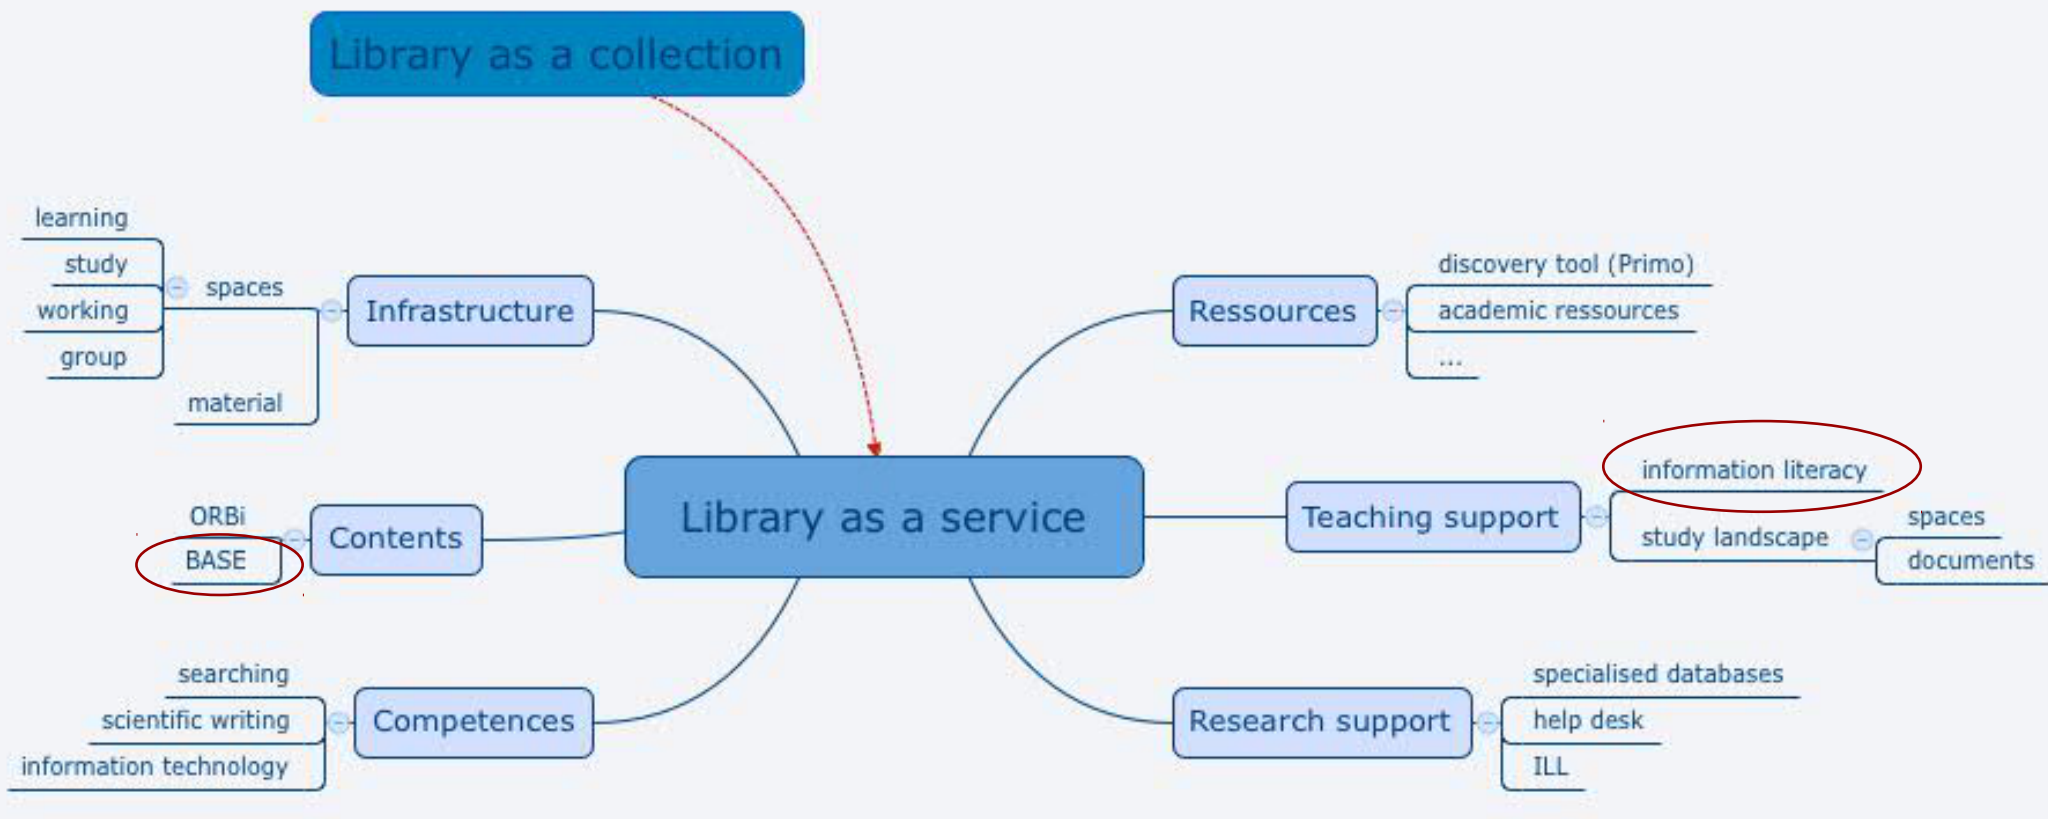 Library as a collection
learning
study
working
group
spaces
material
Infrastructure
ORBi
BASE
Contents
searching
scientific writing
information technology
Competences
Library as a service
Ressources
discovery tool (Primo)
academic ressources
...
Teaching support
information literacy
study landscape
spaces
documents
Research support
specialised databases
help desk
ILL